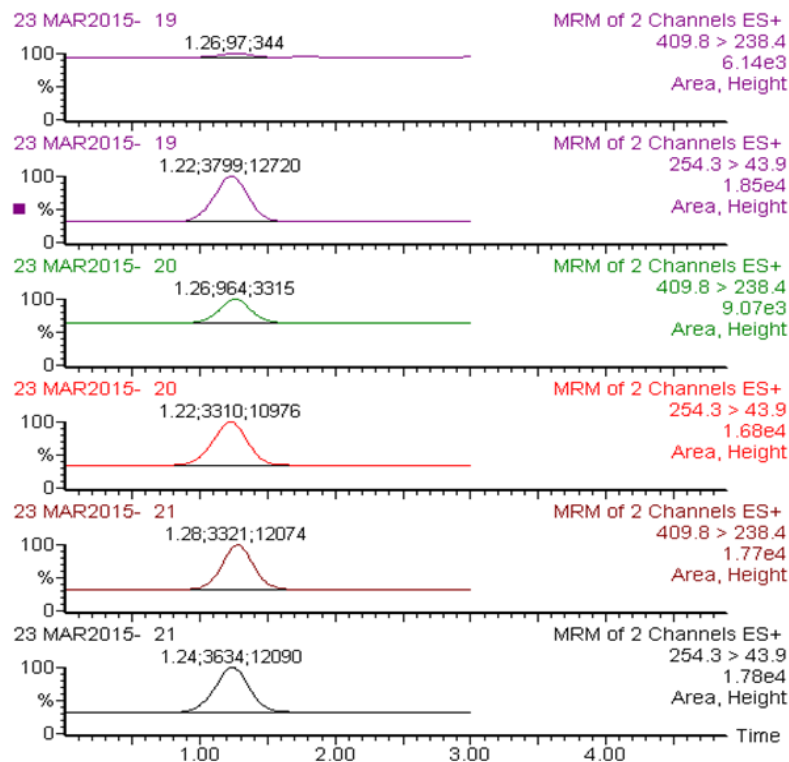 23 MAR2015- 19 MRM of 2 Channels ES+
1.26;97;344 409.8 > 238.4
100 6.14e3
% Area, Height
0
23 MAR2015- 19 MRM of 2 Channels ES+
1.22;3799;12720 254.3 > 43.9
100 1.85e4
% Area, Height
0
23 MAR2015- 20 MRM of 2 Channels ES+
1.26;964;3315 409.8 > 238.4
100 9.07e3
% Area, Height
0
23 MAR2015- 20 MRM of 2 Channels ES+
1.22;3310;10976 254.3 > 43.9
100 1.68e4
% Area, Height
0
23 MAR2015- 21 MRM of 2 Channels ES+
1.28;3321;12074 409.8 > 238.4
100 1.77e4
% Area, Height
0
23 MAR2015- 21 MRM of 2 Channels ES+
1.24;3634;12090 254.3 > 43.9
100 1.78e4
% Area, Height
0 Time
1.00 2.00 3.00 4.00